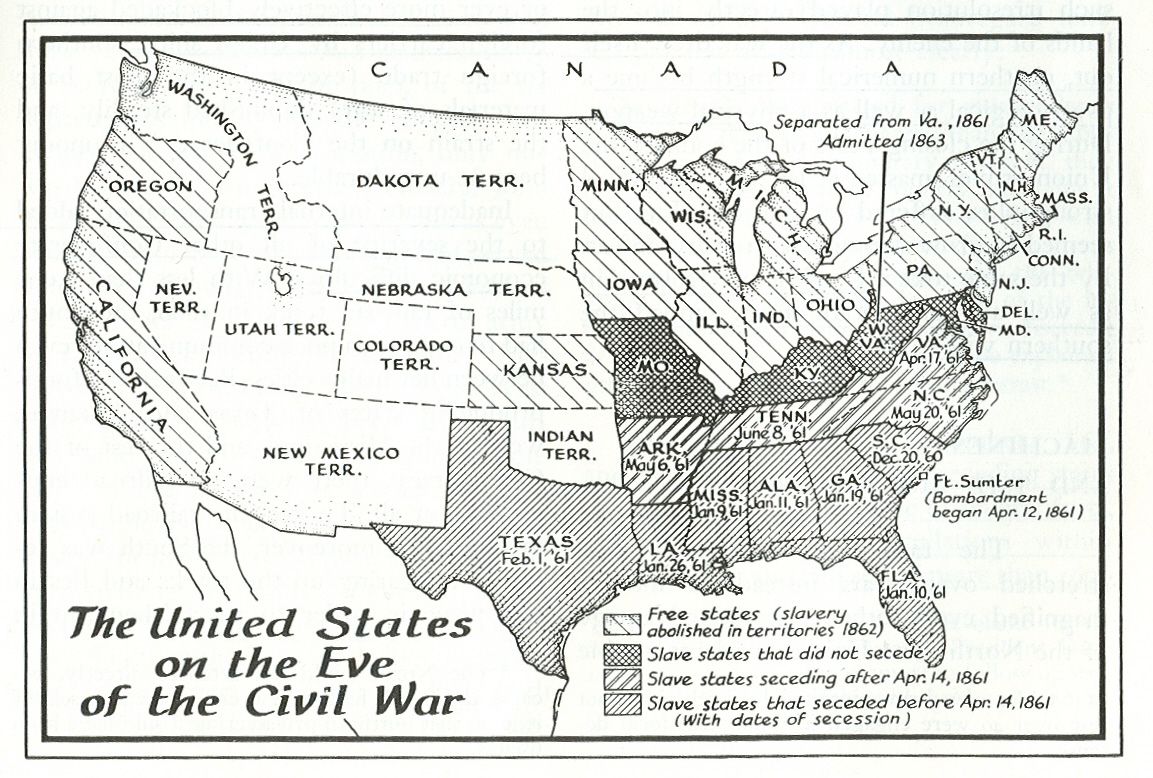 C A N A D A
Separated from Va., 1861
Admitted 1863
WASHINGTON
TERR.
OREGON
DAKOTA TERR.
MINN.
WIS.
MICH.
ME.
VT.
N.H.
MASS.
N.Y.
R.I.
CONN.
PA.
N.J.
DEL.
MD.
NEV.
TERR.
CALIFORNIA
UTAH TERR.
NEBRASKA TERR.
COLORADO
TERR.
KANSAS
IOWA
ILL.
IND.
OHIO
W.
VA.
VA.
Apr.17,'61
MO.
KY.
N.C.
May 20,'61
TENN.
June 8,'61
ARK.
May 6,'61
S.C.
Dec.20,'60
NEW MEXICO
TERR.
INDIAN
TERR.
MISS.
Jan.9,'61
ALA.
Jan.11,'61
GA.
Jan.19,'61
Ft.Sumter
(Bombardment
began Apr.12,1861)
TEXAS
Feb.1,'61
LA.
Jan.26,'61
FLA.
Jan.10,'61
The United States
on the Eve
of the Civil War
Free states (slavery
abolished in territories 1862)
Slave states that did not sede
Slave states seceding after Apr.14,1861
Slave states that seceded before Apr.14,1861
(With dates of secession)